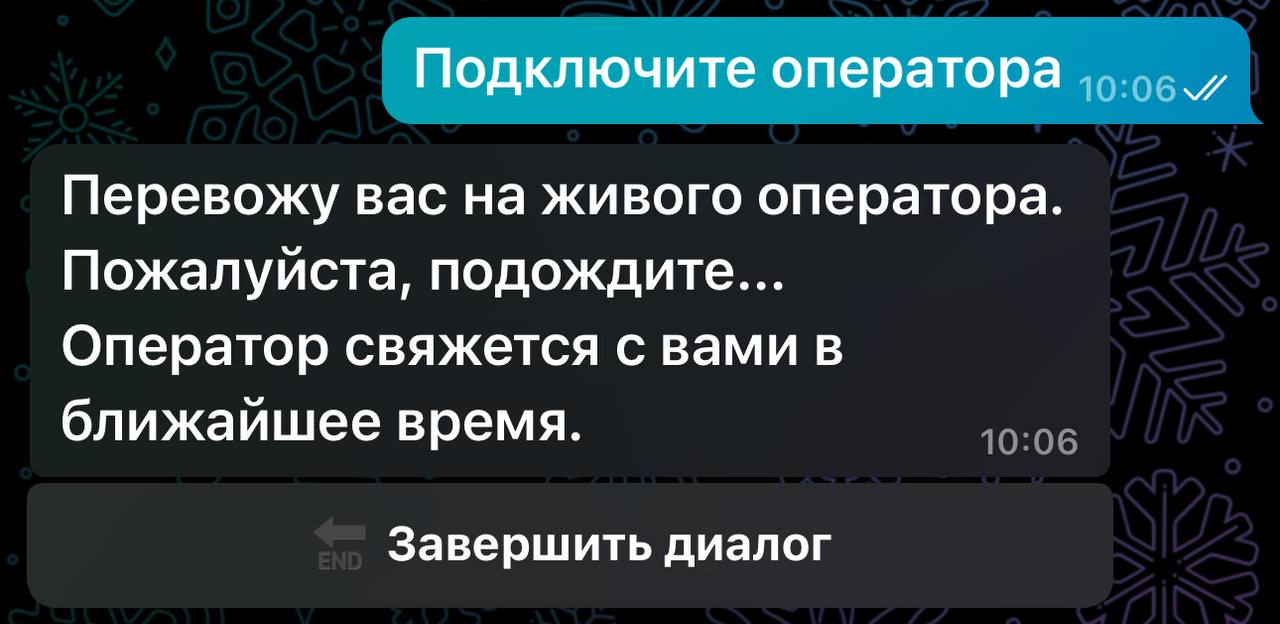 Подключите оператора 10:06
Перевожу вас на живого оператора.
Пожалуйста, подождите...
Оператор свяжется с вами в
ближайшее время. 10:06
END Завершить диалог